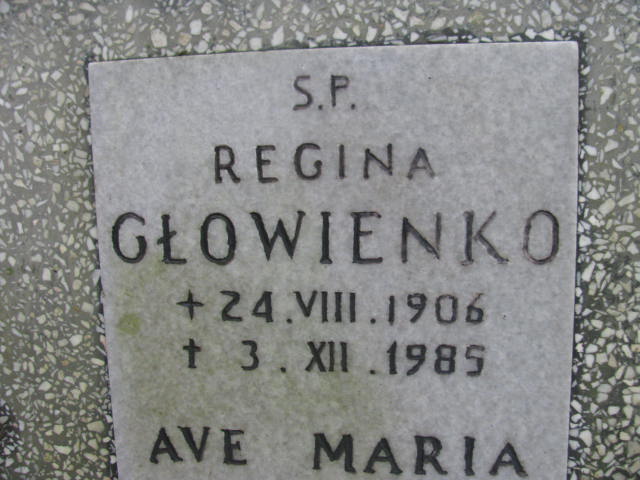 S.P.
REGINA
GŁOWIENKO
+ 24.VIII.1906
† 3.XII.1985
AVE MARIA